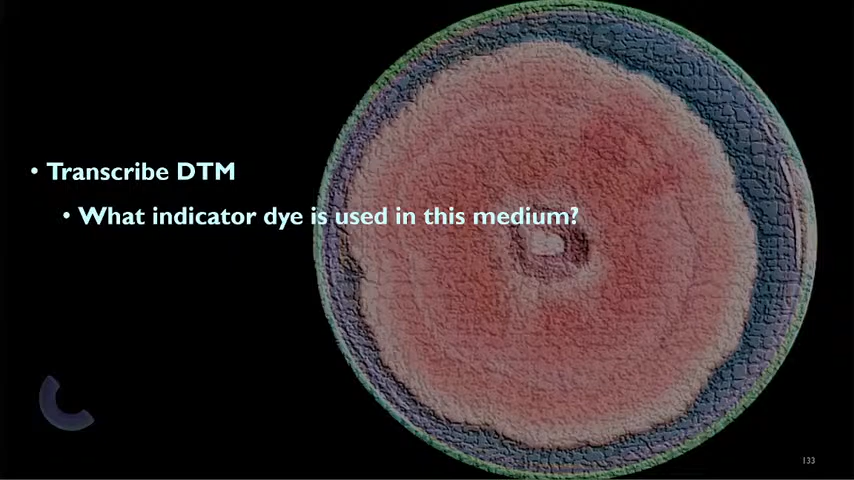 • Transcribe DTM
• What indicator dye is used in this medium?
133